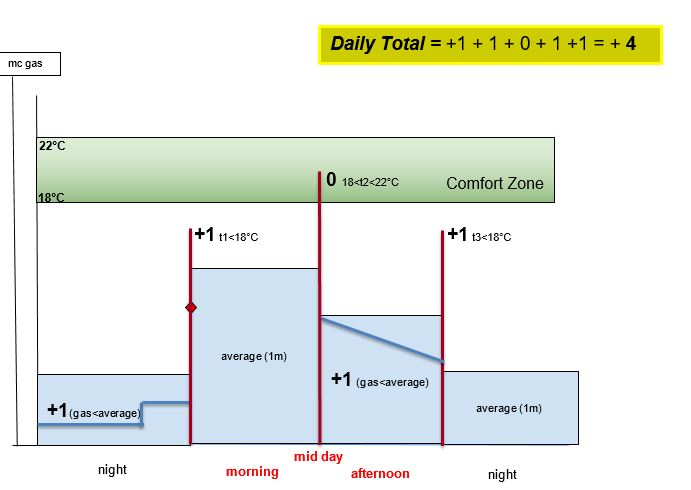 Daily Total = +1 + 1 + 0 + 1 +1 = + 4
mc gas
22°C
18°C
0 18<t2<22°C
Comfort Zone
+1 t1<18°C
+1 t3<18°C
average (1m)
+1 (gas<average)
+1 (gas<average)
average (1m)
night
morning
mid day
afternoon
night